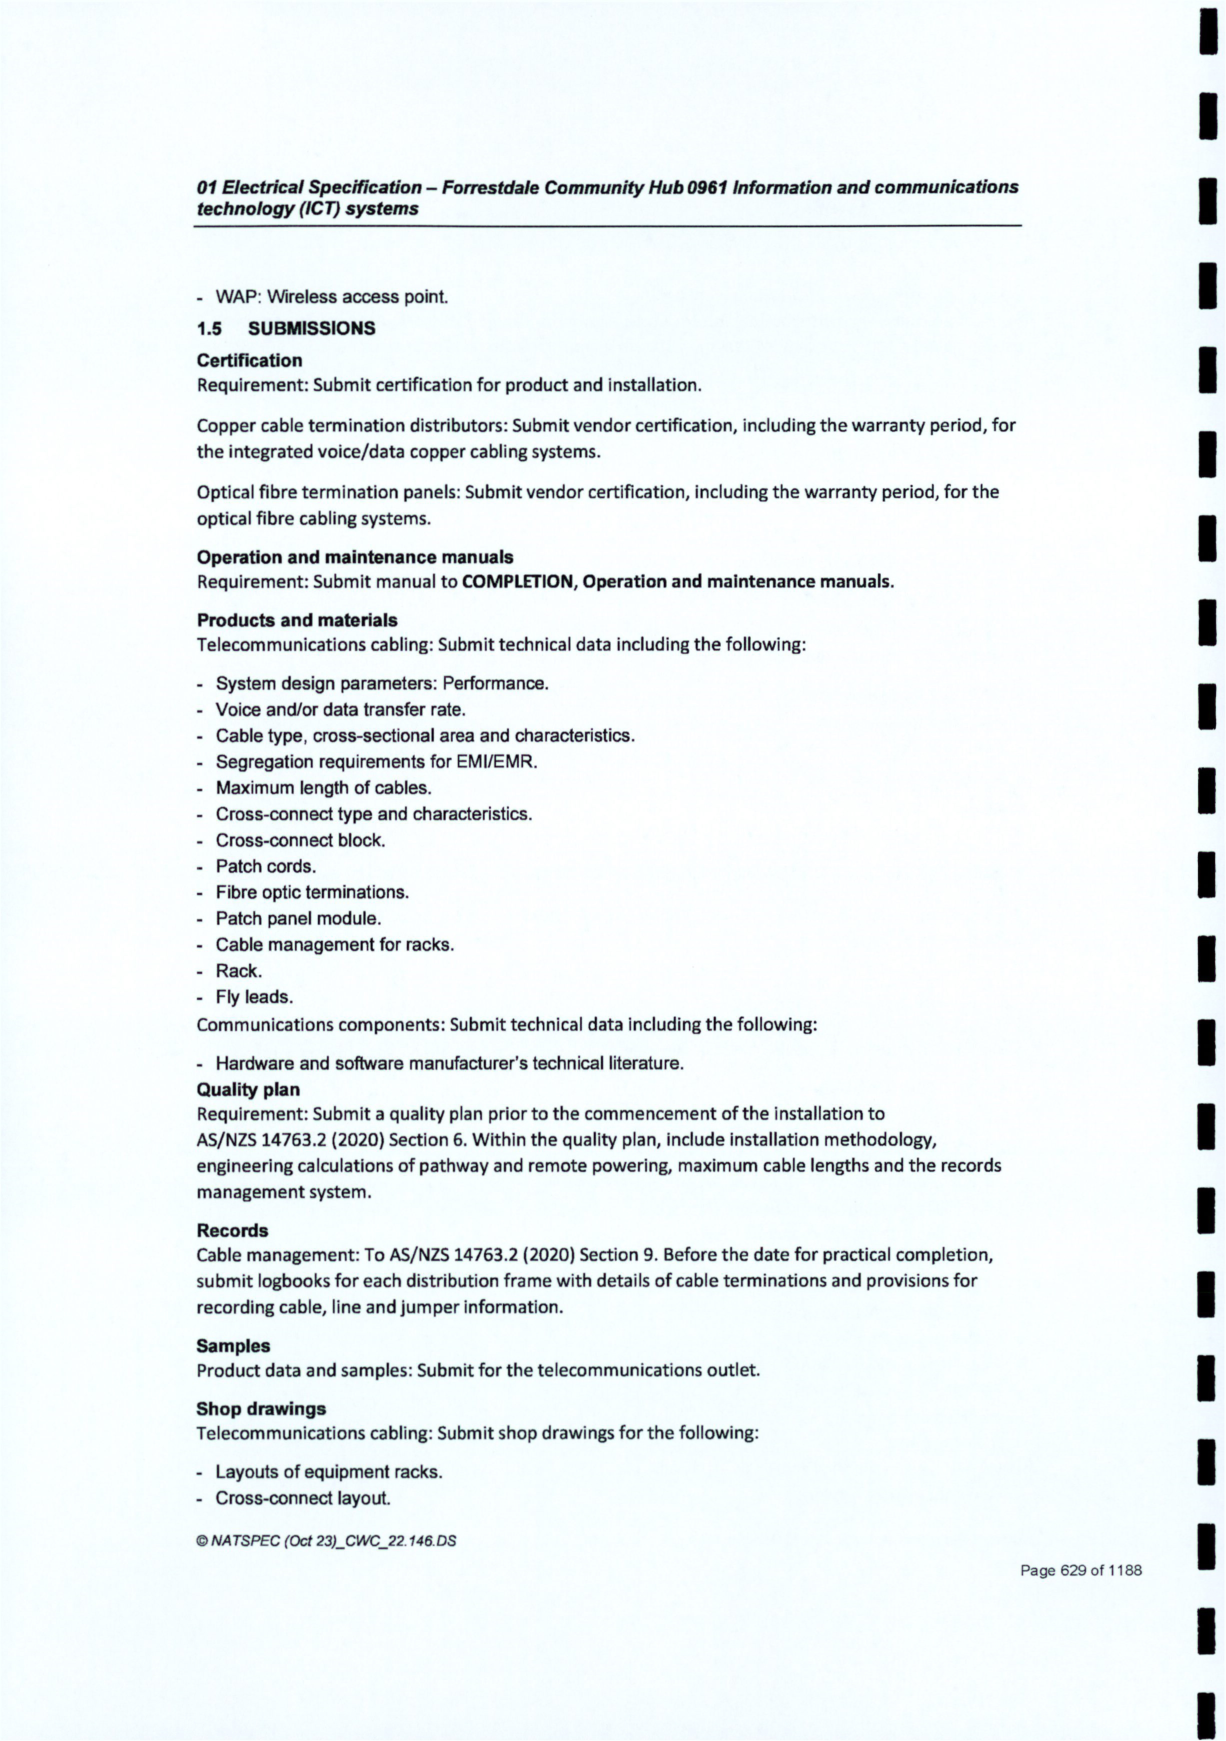 01 Electrical Specification – Forrestdale Community Hub 0961 Information and communications
technology (ICT) systems
- WAP: Wireless access point.
1.5 SUBMISSIONS
Certification
Requirement: Submit certification for product and installation.
Copper cable termination distributors: Submit vendor certification, including the warranty period, for
the integrated voice/data copper cabling systems.
Optical fibre termination panels: Submit vendor certification, including the warranty period, for the
optical fibre cabling systems.
Operation and maintenance manuals
Requirement: Submit manual to COMPLETION, Operation and maintenance manuals.
Products and materials
Telecommunications cabling: Submit technical data including the following:
- System design parameters: Performance.
- Voice and/or data transfer rate.
- Cable type, cross-sectional area and characteristics.
- Segregation requirements for EMI/EMR.
- Maximum length of cables.
- Cross-connect type and characteristics.
- Cross-connect block.
- Patch cords.
- Fibre optic terminations.
- Patch panel module.
- Cable management for racks.
- Rack.
- Fly leads.
Communications components: Submit technical data including the following:
- Hardware and software manufacturer's technical literature.
Quality plan
Requirement: Submit a quality plan prior to the commencement of the installation to
AS/NZS 14763.2 (2020) Section 6. Within the quality plan, include installation methodology,
engineering calculations of pathway and remote powering, maximum cable lengths and the records
management system.
Records
Cable management: To AS/NZS 14763.2 (2020) Section 9. Before the date for practical completion,
submit logbooks for each distribution frame with details of cable terminations and provisions for
recording cable, line and jumper information.
Samples
Product data and samples: Submit for the telecommunications outlet.
Shop drawings
Telecommunications cabling: Submit shop drawings for the following:
- Layouts of equipment racks.
- Cross-connect layout.
© NATSPEC (Oct 23)_CWC_22.146.DS
Page 629 of 1188